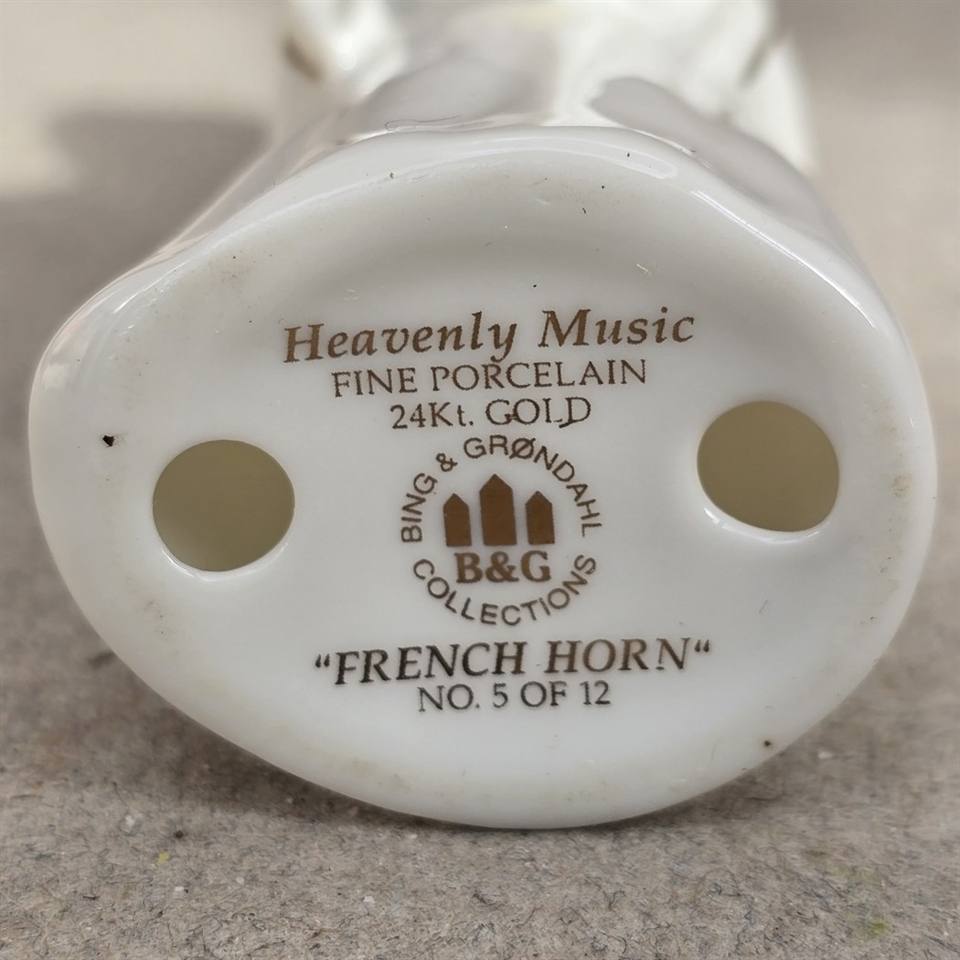 Heavenly Music
FINE PORCELAIN
24Kt. GOLD
BING & GRØNDAHL
B&G
COLLECTIONS
“FRENCH HORN“
NO. 5 OF 12